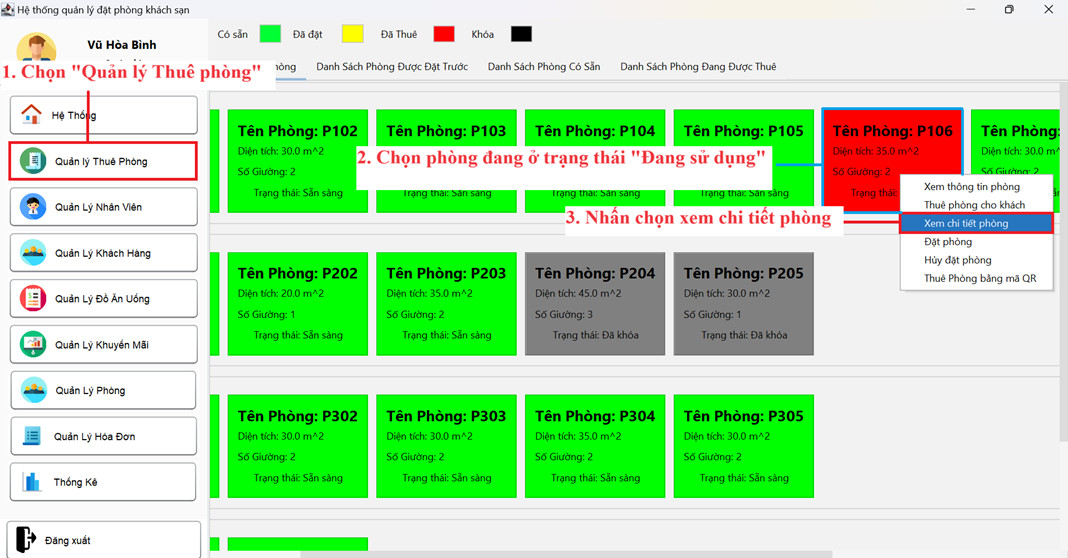 Hệ thống quản lý đặt phòng khách sạn
Vũ Hòa Bình
Có sẵn Đã đặt Đã Thuê Khóa
1. Chọn "Quản lý Thuê phòng"
Danh Sách Phòng Được Đặt Trước Danh Sách Phòng Có Sẵn Danh Sách Phòng Đang Được Thuê
Hệ Thống
Quản lý Thuê Phòng
Quản Lý Nhân Viên
Quản Lý Khách Hàng
Quản Lý Đồ Ăn Uống
Quản Lý Khuyến Mãi
Quản Lý Phòng
Quản Lý Hóa Đơn
Thống Kê
Đăng xuất
Tên Phòng: P102 Tên Phòng: P103 Tên Phòng: P104 Tên Phòng: P105 Tên Phòng: P106 Tên Phòng:
Diện tích: 30.0 m^2 Diện tích: 35.0 m^2 Diện tích: 30.0
2. Chọn phòng đang ở trạng thái "Đang sử dụng"
Số Giường: 2 Số Giường: 2 Số Giường: 2
Trạng thái: Sẵn sàng Trạng thái: Sẵn sàng Trạng thái: Sẵn sàng Trạng thái: Sẵn sàng Trạng
3. Nhấn chọn xem chi tiết phòng
Xem thông tin phòng
Thuê phòng cho khách
Xem chi tiết phòng
Đặt phòng
Hủy đặt phòng
Thuê Phòng bằng mã QR
Tên Phòng: P202 Tên Phòng: P203 Tên Phòng: P204 Tên Phòng: P205
Diện tích: 20.0 m^2 Diện tích: 35.0 m^2 Diện tích: 45.0 m^2 Diện tích: 30.0 m^2
Số Giường: 1 Số Giường: 2 Số Giường: 3 Số Giường: 1
Trạng thái: Sẵn sàng Trạng thái: Sẵn sàng Trạng thái: Đã khóa Trạng thái: Đã khóa
Tên Phòng: P302 Tên Phòng: P303 Tên Phòng: P304 Tên Phòng: P305
Diện tích: 30.0 m^2 Diện tích: 30.0 m^2 Diện tích: 35.0 m^2 Diện tích: 30.0 m^2
Số Giường: 2 Số Giường: 2 Số Giường: 2 Số Giường: 2
Trạng thái: Sẵn sàng Trạng thái: Sẵn sàng Trạng thái: Sẵn sàng Trạng thái: Sẵn sàng